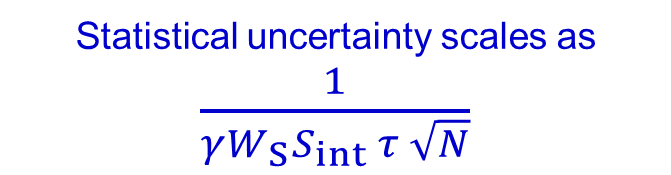 Statistical uncertainty scales as
1
γW_S S_int τ √N